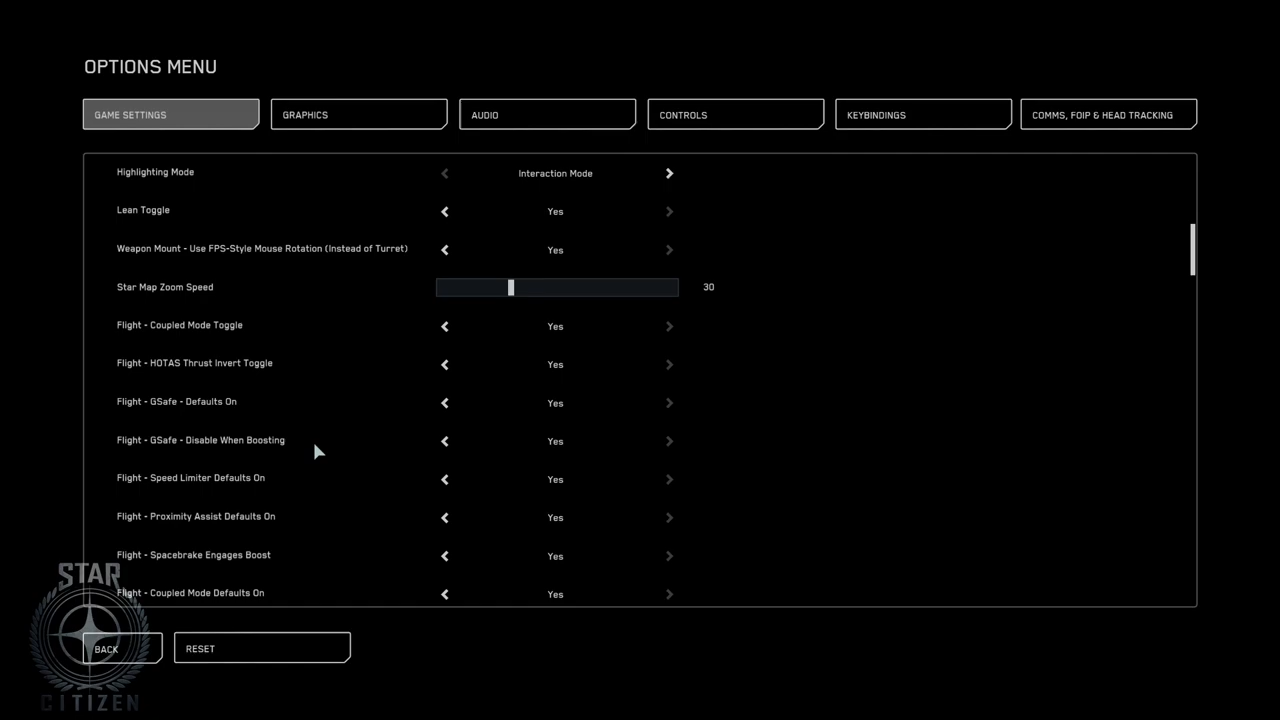 OPTIONS MENU
GAME SETTINGS GRAPHICS AUDIO CONTROLS KEYBINDINGS COMMS, FOIP & HEAD TRACKING
Highlighting Mode Interaction Mode
Lean Toggle Yes
Weapon Mount - Use FPS-Style Mouse Rotation (Instead of Turret) Yes
Star Map Zoom Speed 30
Flight - Coupled Mode Toggle Yes
Flight - HOTAS Thrust Invert Toggle Yes
Flight - GSafe - Defaults On Yes
Flight - GSafe - Disable When Boosting Yes
Flight - Speed Limiter Defaults On Yes
Flight - Proximity Assist Defaults On Yes
Flight - Spacebrake Engages Boost Yes
Flight - Coupled Mode Defaults On Yes
BACK RESET
STAR
CITIZEN